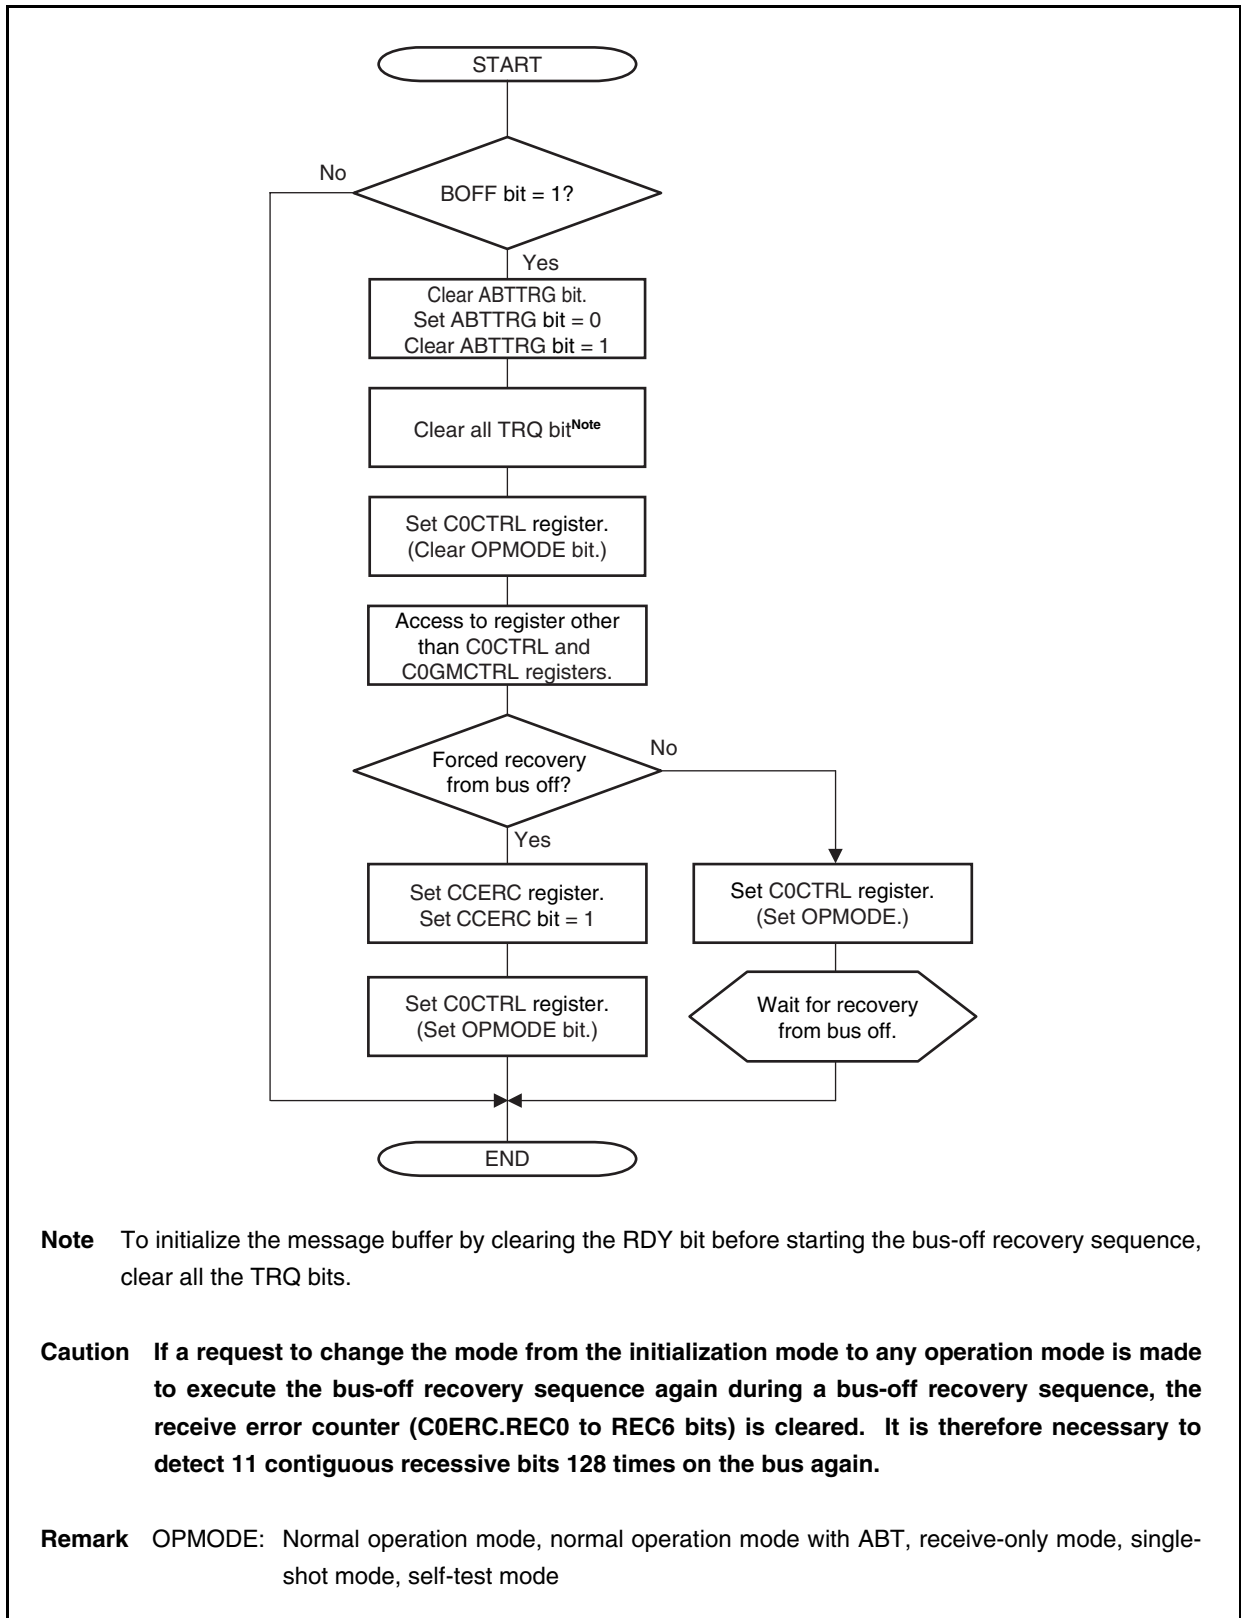 START
No
BOFF bit = 1?
Yes
Clear ABTTRG bit.
Set ABTTRG bit = 0
Clear ABTTRG bit = 1
Clear all TRQ bitNote
Set C0CTRL register.
(Clear OPMODE bit.)
Access to register other
than C0CTRL and
C0GMCTRL registers.
Forced recovery
from bus off?
No
Yes
Set CCERC register.
Set CCERC bit = 1
Set C0CTRL register.
(Set OPMODE.)
Set C0CTRL register.
(Set OPMODE bit.)
Wait for recovery
from bus off.
END
Note To initialize the message buffer by clearing the RDY bit before starting the bus-off recovery sequence,
clear all the TRQ bits.
Caution If a request to change the mode from the initialization mode to any operation mode is made
to execute the bus-off recovery sequence again during a bus-off recovery sequence, the
receive error counter (C0ERC.REC0 to REC6 bits) is cleared. It is therefore necessary to
detect 11 contiguous recessive bits 128 times on the bus again.
Remark OPMODE: Normal operation mode, normal operation mode with ABT, receive-only mode, single-
shot mode, self-test mode